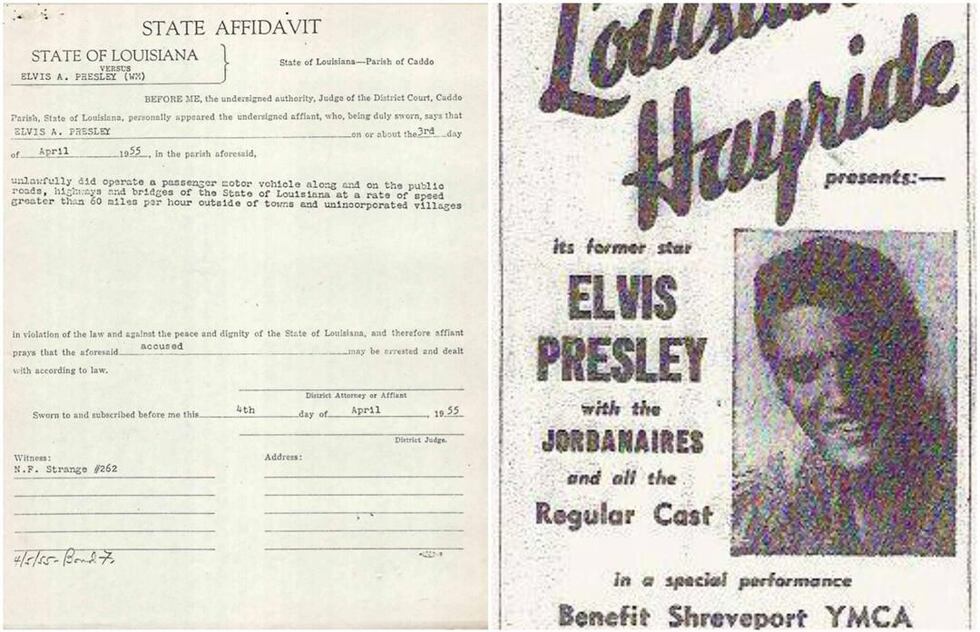 STATE AFFIDAVIT
STATE OF LOUISIANA
VERSUS
ELVIS A. PRESLEY (WM)
State of Louisiana—Parish of Caddo
BEFORE ME, the undersigned authority, Judge of the District Court, Caddo
Parish, State of Louisiana, personally appeared the undersigned affiant, who, being duly sworn, says that
ELVIS A. PRESLEY on or about the 3rd day
of April 1955, in the parish aforesaid,
unlawfully did operate a passenger motor vehicle along and on the public
roads, highways and bridges of the State of Louisiana at a rate of speed
greater than 60 miles per hour outside of towns and unincorporated villages
in violation of the law and against the peace and dignity of the State of Louisiana, and therefore affiant
prays that the aforesaid accused may be arrested and dealt
with according to law.
District Attorney or Affiant
Sworn to and subscribed before me this 4th day of April, 1955
District Judge.
Witness:
N.F. Strange #262
Address:
4/5/55- Bond
Louisiana
Hayride
presents:—
its former star
ELVIS
PRESLEY
with the
JORBANAIRES
and all the
Regular Cast
in a special performance
Benefit Shreveport YMCA